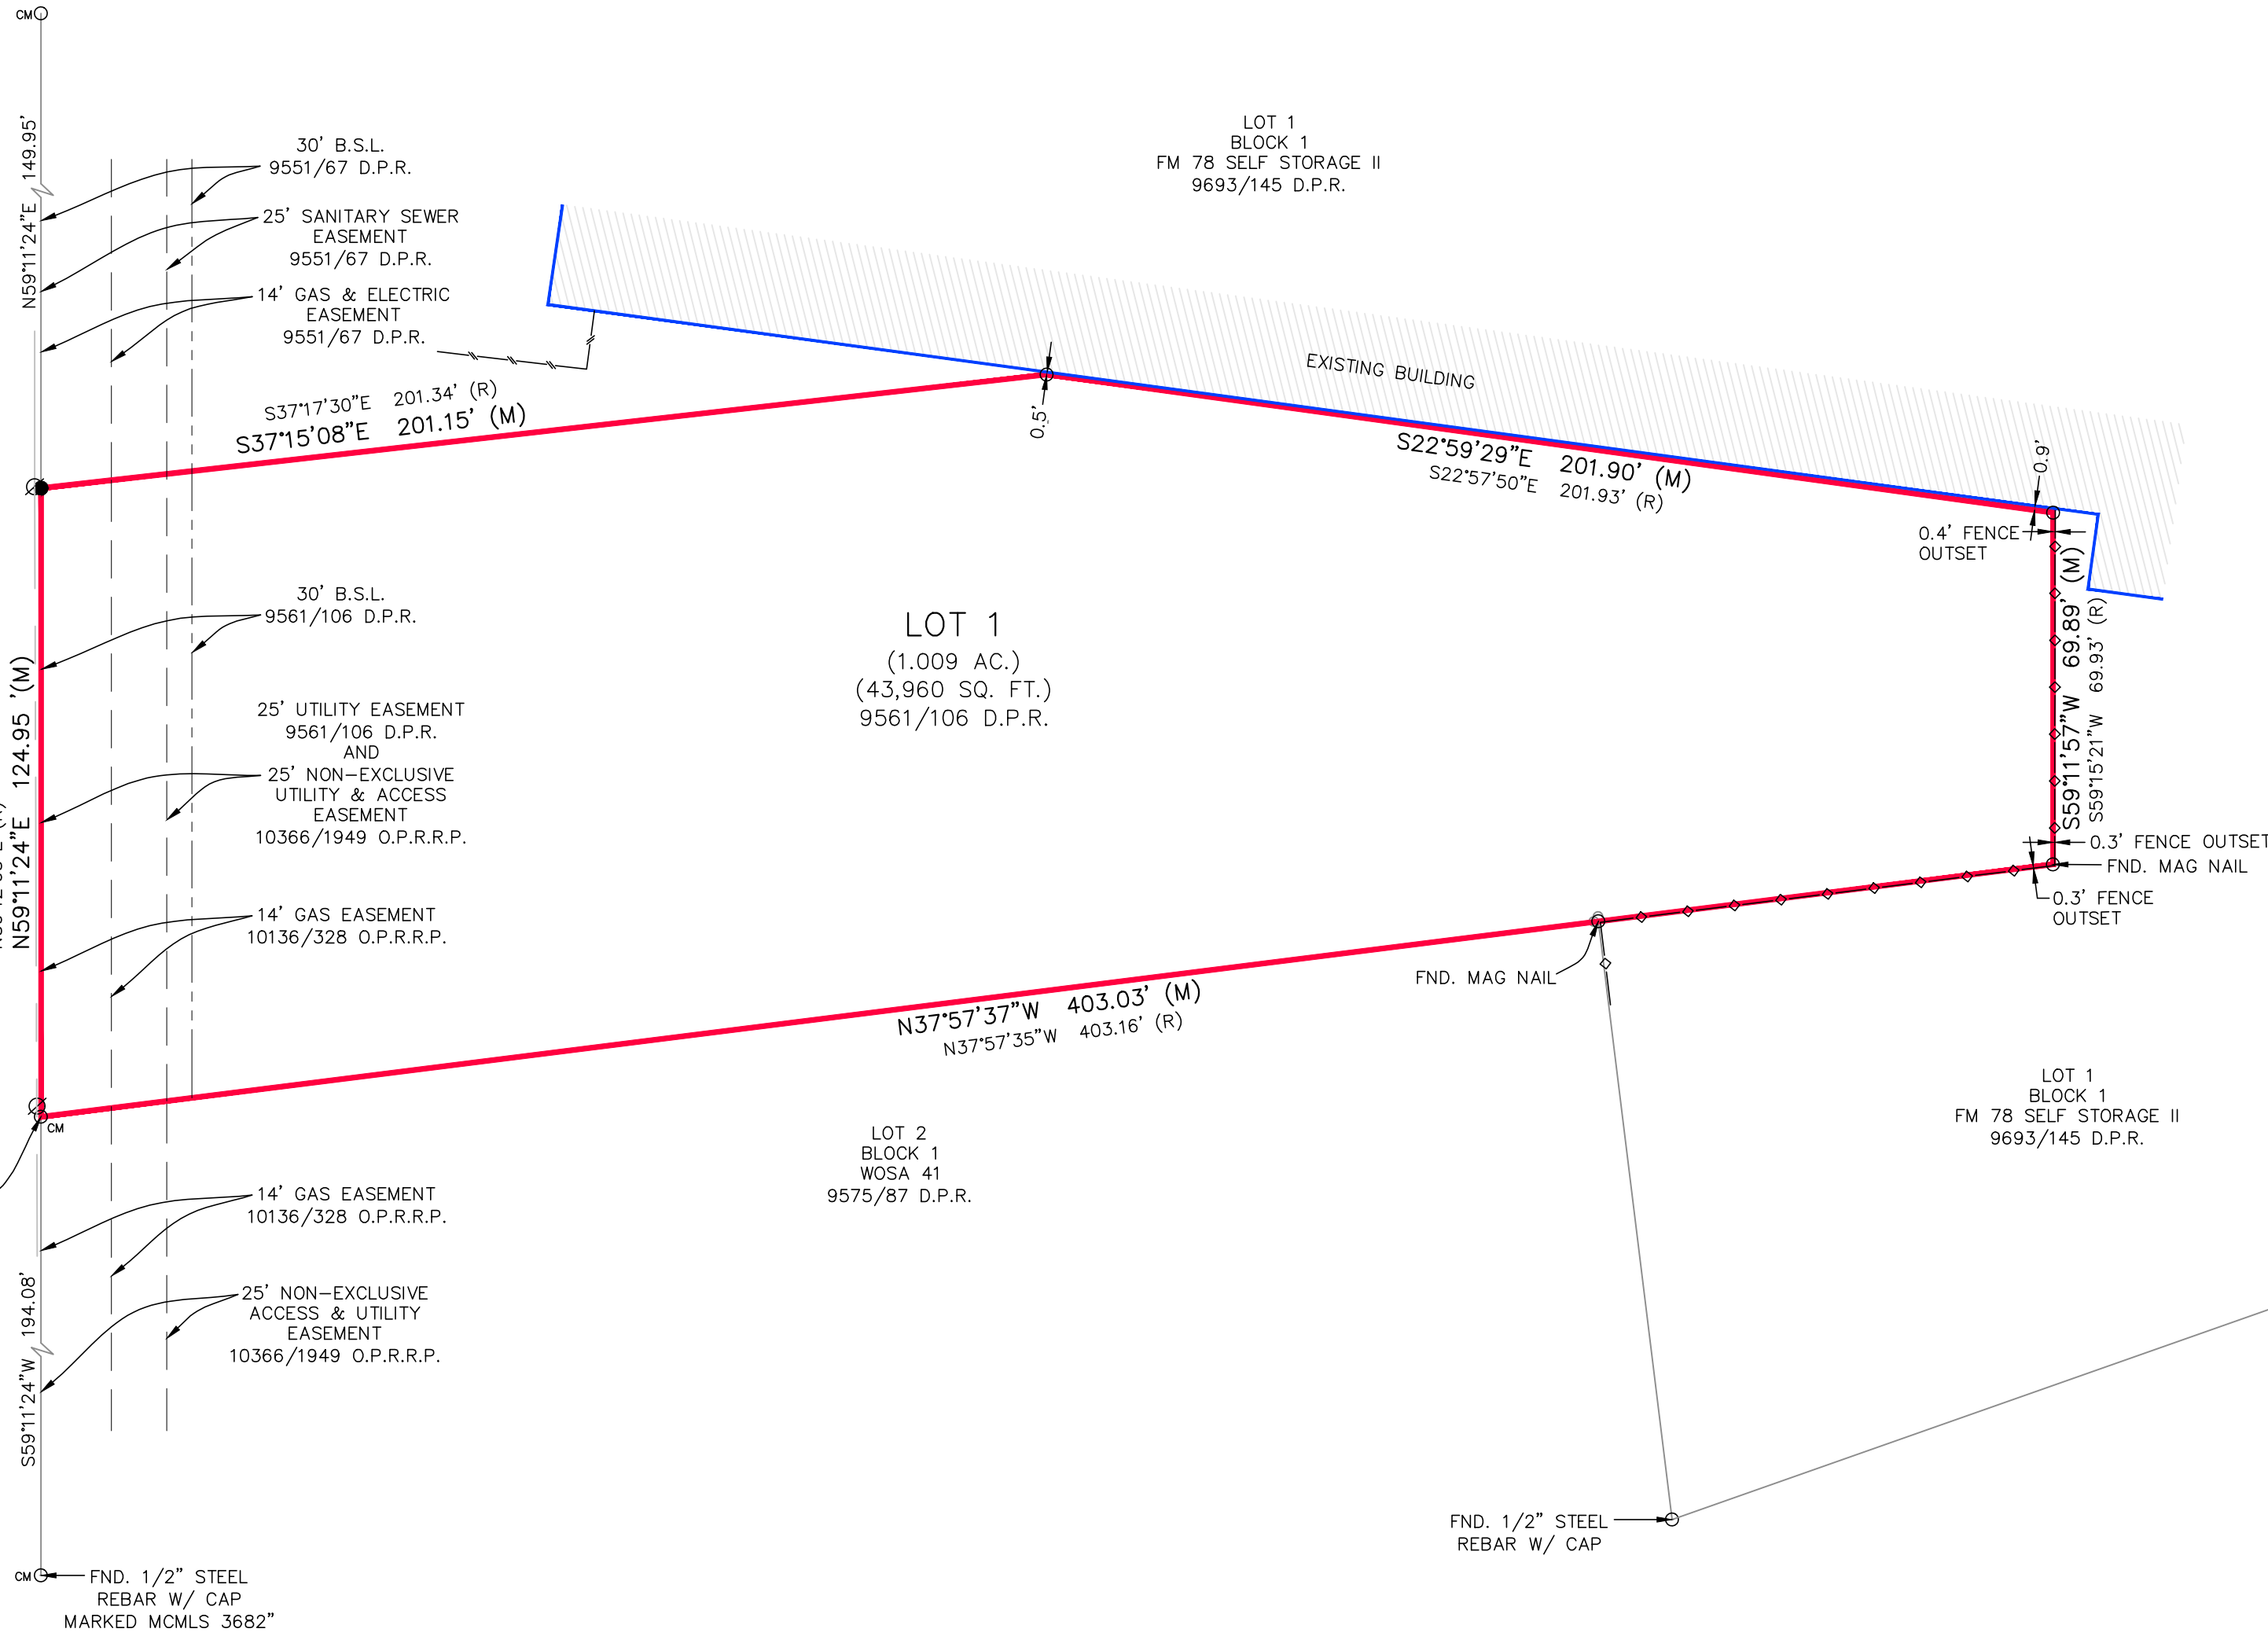 CM
N59°11'24"E 149.95'
30' B.S.L.
9551/67 D.P.R.
25' SANITARY SEWER
EASEMENT
9551/67 D.P.R.
14' GAS & ELECTRIC
EASEMENT
9551/67 D.P.R.
LOT 1
BLOCK 1
FM 78 SELF STORAGE II
9693/145 D.P.R.
EXISTING BUILDING
S37°17'30"E 201.34' (R)
S37°15'08"E 201.15' (M)
0.5'
S22°59'29"E 201.90' (M)
S22°57'50"E 201.93' (R)
0.9'
0.4' FENCE
OUTSET
30' B.S.L.
9561/106 D.P.R.
LOT 1
(1.009 AC.)
(43,960 SQ. FT.)
9561/106 D.P.R.
S59°11'57"W 69.89' (M)
S59°15'21"W 69.93' (R)
N59°11'24"E 124.95 '(M)
25' UTILITY EASEMENT
9561/106 D.P.R.
AND
25' NON-EXCLUSIVE
UTILITY & ACCESS
EASEMENT
10366/1949 O.P.R.R.P.
0.3' FENCE OUTSET
FND. MAG NAIL
0.3' FENCE
OUTSET
14' GAS EASEMENT
10136/328 O.P.R.R.P.
FND. MAG NAIL
N37°57'37"W 403.03' (M)
N37°57'35"W 403.16' (R)
CM
LOT 2
BLOCK 1
WOSA 41
9575/87 D.P.R.
LOT 1
BLOCK 1
FM 78 SELF STORAGE II
9693/145 D.P.R.
14' GAS EASEMENT
10136/328 O.P.R.R.P.
S59°11'24"W 194.08'
25' NON-EXCLUSIVE
ACCESS & UTILITY
EASEMENT
10366/1949 O.P.R.R.P.
FND. 1/2" STEEL
REBAR W/ CAP
CM
FND. 1/2" STEEL
REBAR W/ CAP
MARKED MCMLS 3682"